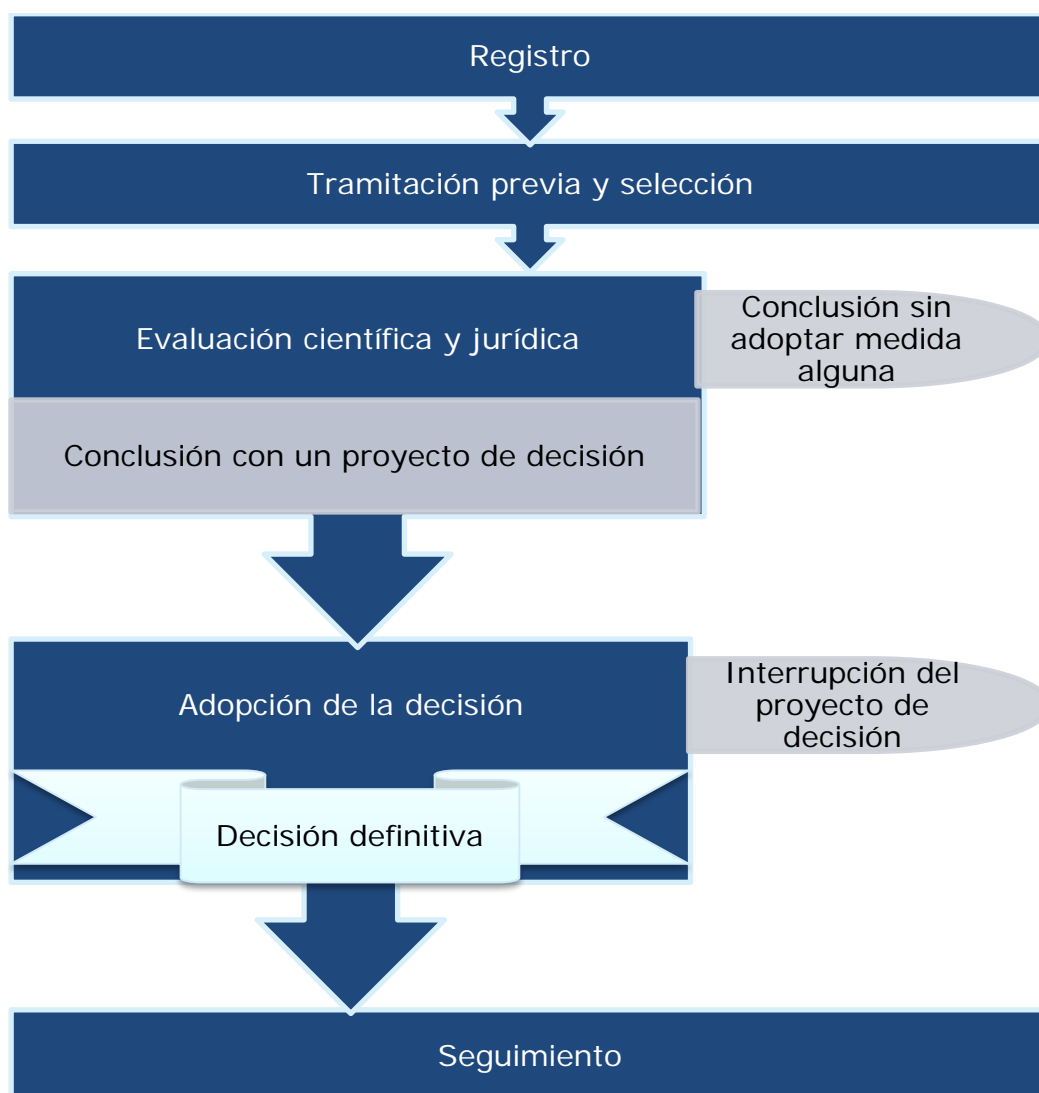 Registro
Tramitación previa y selección
Evaluación científica y jurídica
Conclusión sin
adoptar medida
alguna
Conclusión con un proyecto de decisión
Adopción de la decisión
Interrupción del
proyecto de
decisión
Decisión definitiva
Seguimiento